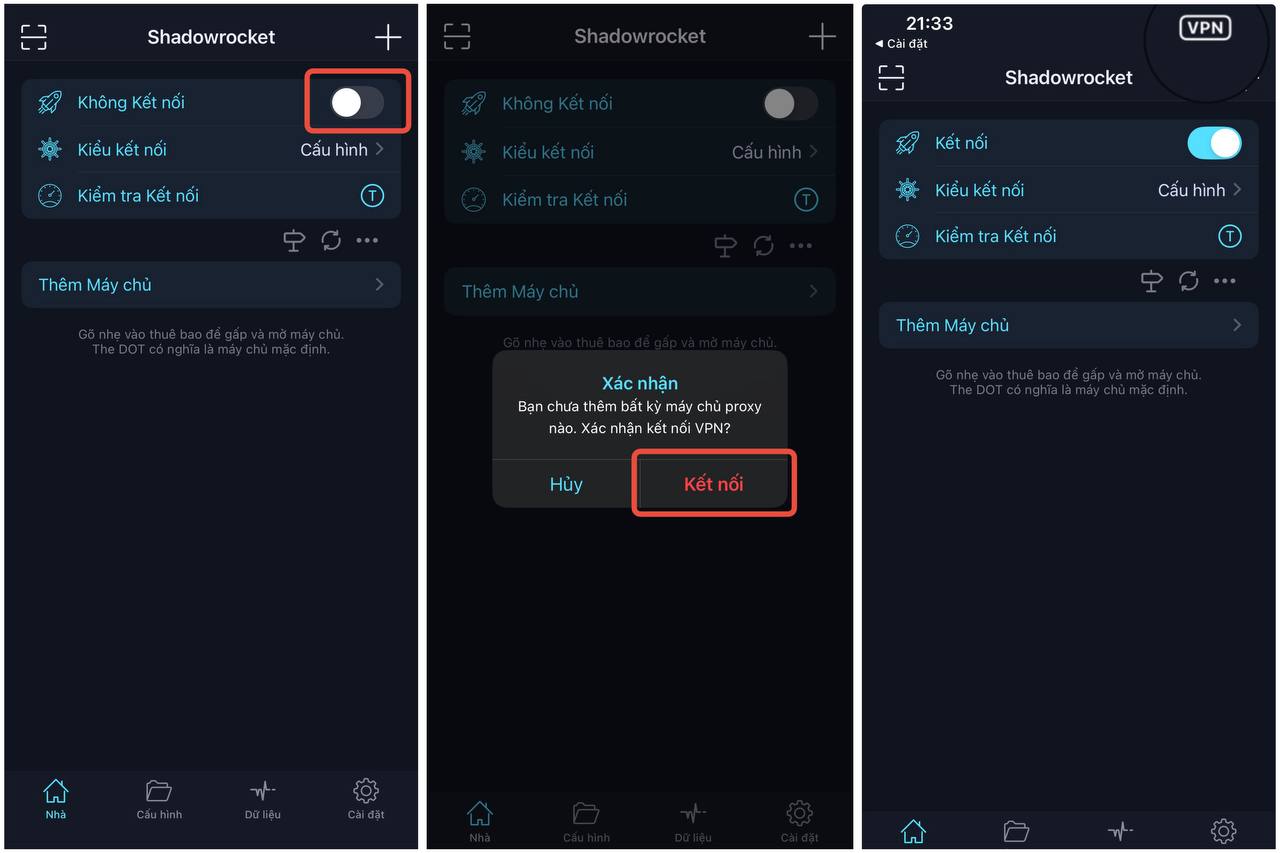 Shadowrocket
Không Kết nối
Kiểu kết nối
Cấu hình
Kiểm tra Kết nối
T
Thêm Máy chủ
Gõ nhẹ vào thuê bao để gấp và mở máy chủ.
The DOT có nghĩa là máy chủ mặc định.
Nhà
Cấu hình
Dữ liệu
Cài đặt
Shadowrocket
Không Kết nối
Kiểu kết nối
Cấu hình
Kiểm tra Kết nối
T
Thêm Máy chủ
Gõ nhẹ vào thuê bao để gấp và mở máy chủ.
Xác nhận
Bạn chưa thêm bất kỳ máy chủ proxy
nào. Xác nhận kết nối VPN?
Hủy
Kết nối
Nhà
Cấu hình
Dữ liệu
Cài đặt
21:33
VPN
◀ Cài đặt
Shadowrocket
Kết nối
Kiểu kết nối
Cấu hình
Kiểm tra Kết nối
T
Thêm Máy chủ
Gõ nhẹ vào thuê bao để gấp và mở máy chủ.
The DOT có nghĩa là máy chủ mặc định.